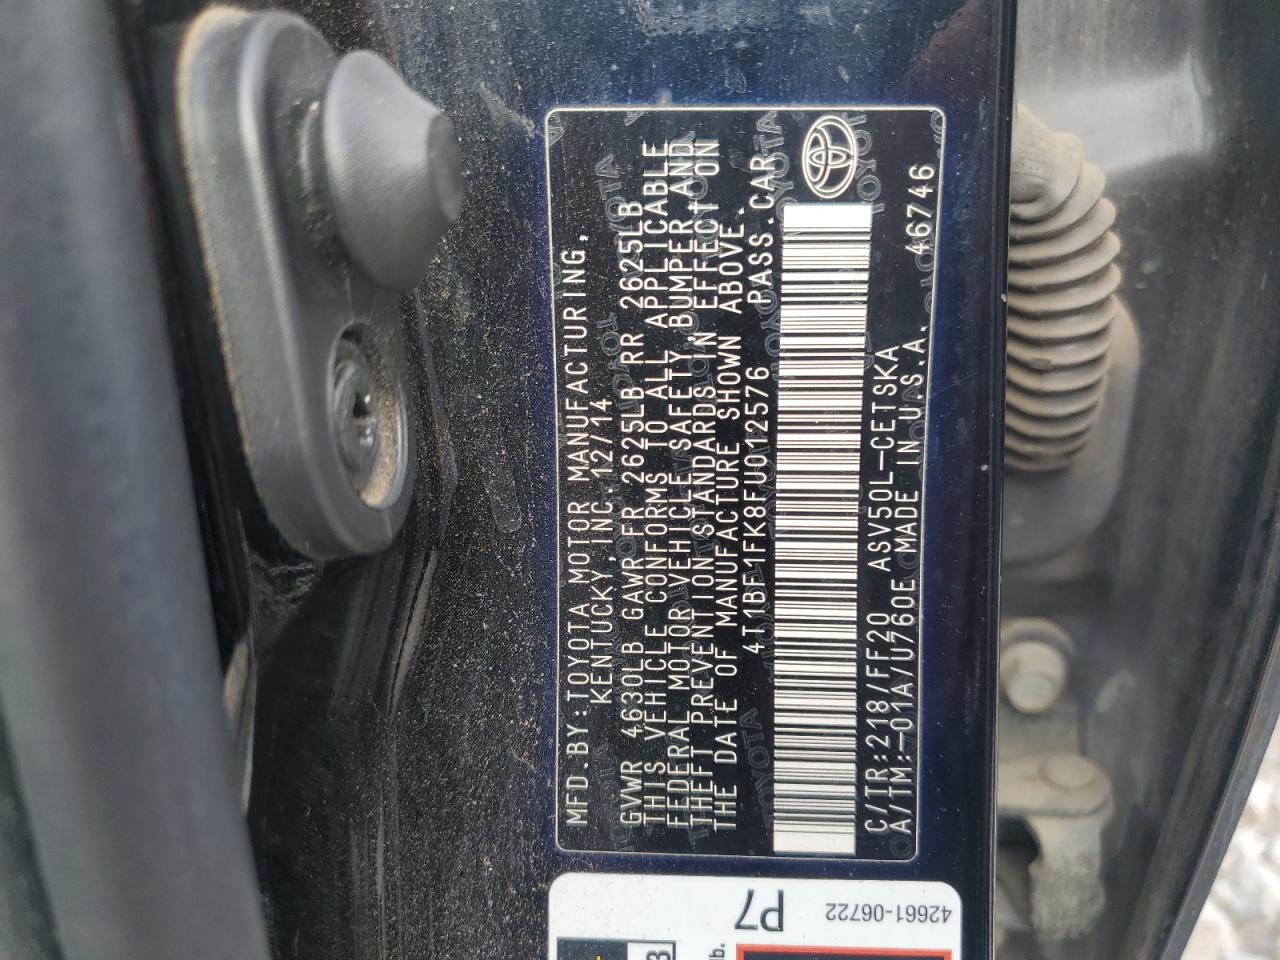 MFD.BY:TOYOTA MOTOR MANUFACTURING,
KENTUCKY,INC.12/14
GVWR 4630LB GAWR FR 2625LB RR 2625LB
THIS VEHICLE CONFORMS TO ALL APPLICABLE
FEDERAL MOTOR VEHICLE SAFETY,BUMPER,AND
THEFT PREVENTION STANDARDS IN EFFECT ON
THE DATE OF MANUFACTURE SHOWN ABOVE.
4T1BF1FK8FU012576 PASS.CAR
C/TR:218/FF20 ASV50L-CETSKA
A/TM:-01A/U760E MADE IN U.S.A. 46746
42661-06722
P7
lb.